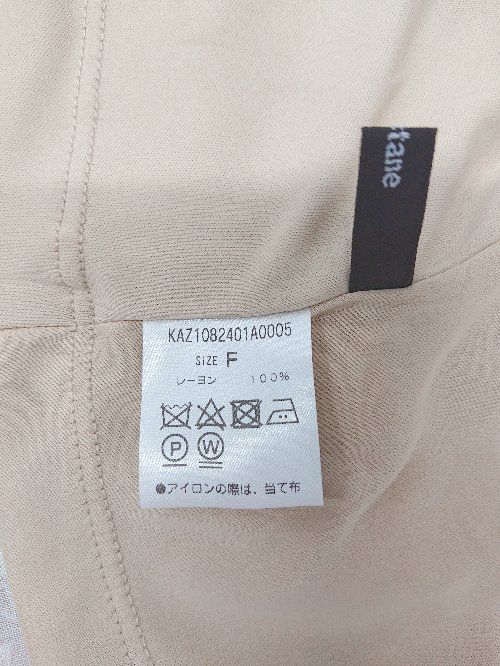 tane
KAZ1082401A0005
SIZE F
レーヨン 100%
P W
●アイロンの際は、当て布